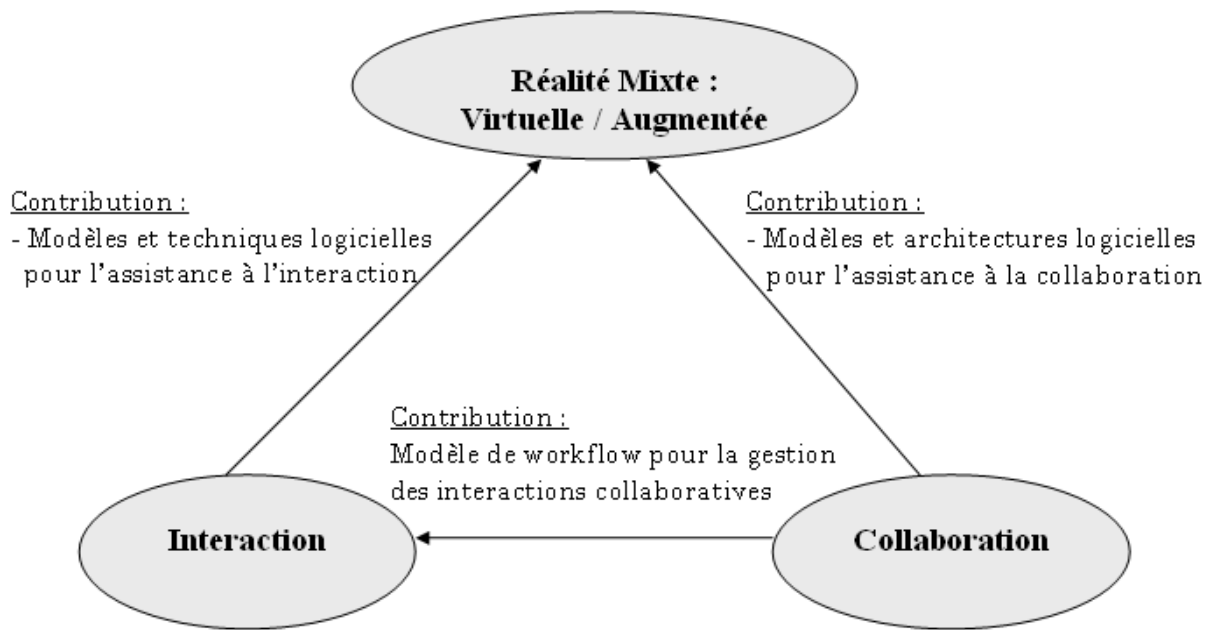 Réalité Mixte :
Virtuelle / Augmentée
Contribution :
- Modèles et techniques logicielles
pour l'assistance à l'interaction
Contribution :
- Modèles et architectures logicielles
pour l'assistance à la collaboration
Contribution :
Modèle de workflow pour la gestion
des interactions collaboratives
Interaction
Collaboration